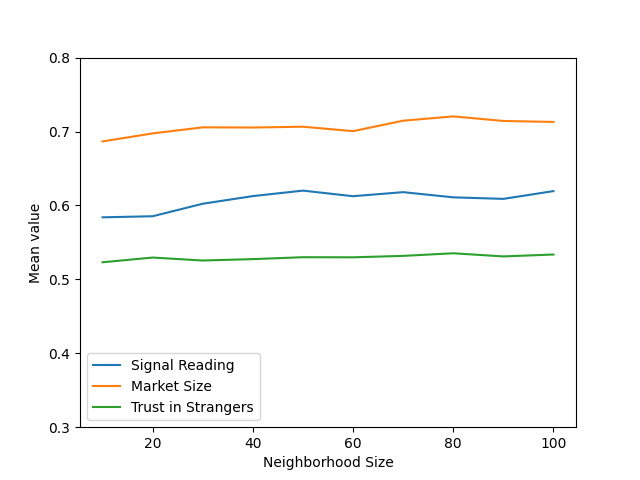 0.8
0.7
0.6
0.5
0.4
0.3
Mean value
Signal Reading
Market Size
Trust in Strangers
20 40 60 80 100
Neighborhood Size